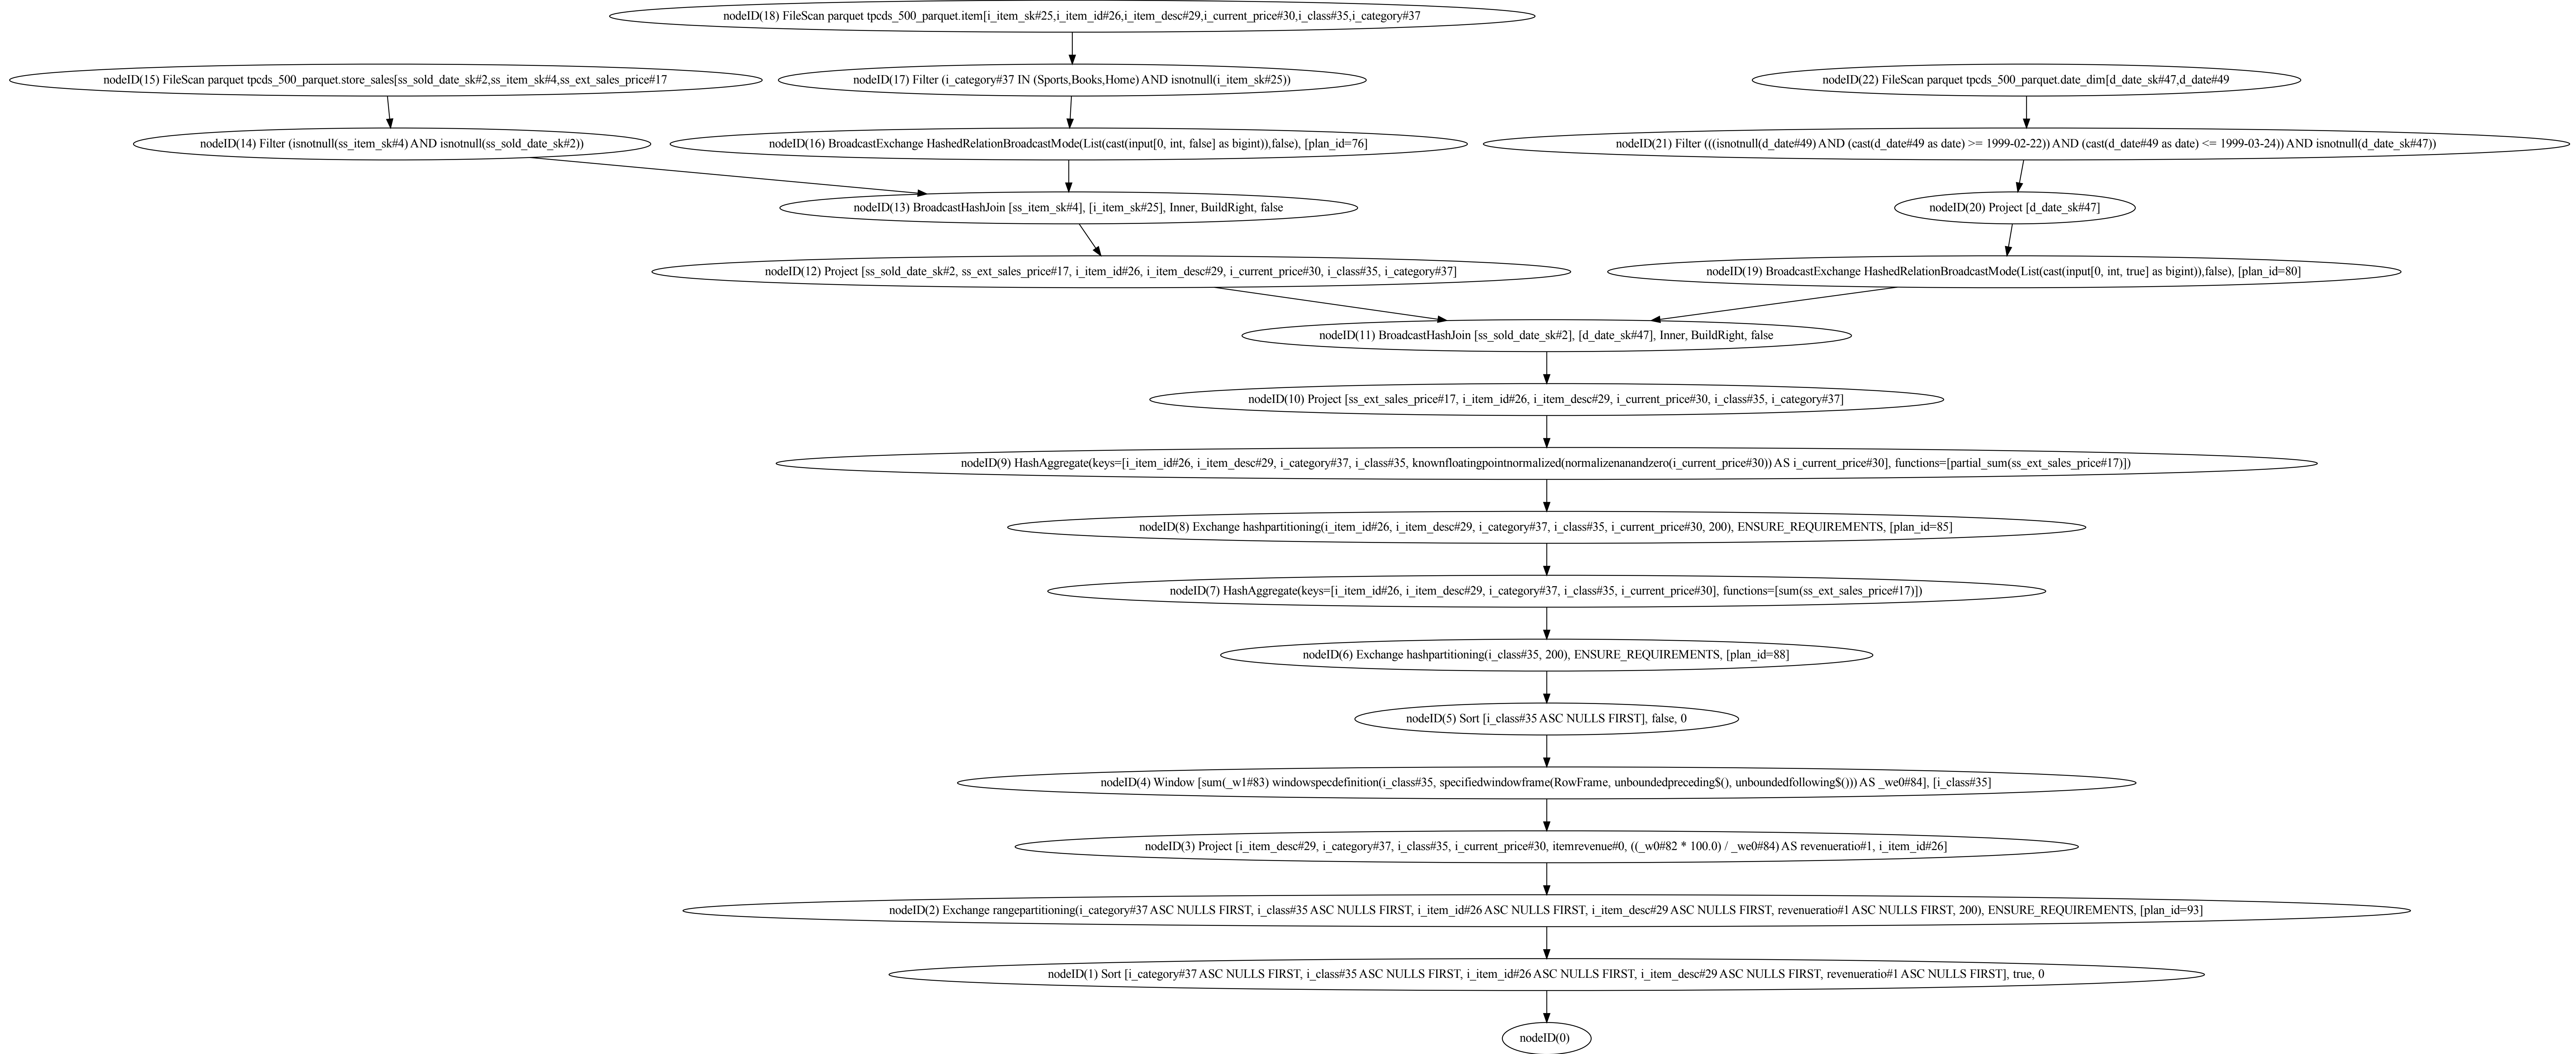 nodeID(18) FileScan parquet tpcds_500_parquet.item[i_item_sk#25,i_item_id#26,i_item_desc#29,i_current_price#30,i_class#35,i_category#37
nodeID(15) FileScan parquet tpcds_500_parquet.store_sales[ss_sold_date_sk#2,ss_item_sk#4,ss_ext_sales_price#17
nodeID(17) Filter (i_category#37 IN (Sports,Books,Home) AND isnotnull(i_item_sk#25))
nodeID(22) FileScan parquet tpcds_500_parquet.date_dim[d_date_sk#47,d_date#49
nodeID(14) Filter (isnotnull(ss_item_sk#4) AND isnotnull(ss_sold_date_sk#2))
nodeID(16) BroadcastExchange HashedRelationBroadcastMode(List(cast(input[0, int, false] as bigint)),false), [plan_id=76]
nodeID(21) Filter (((isnotnull(d_date#49) AND (cast(d_date#49 as date) >= 1999-02-22)) AND (cast(d_date#49 as date) <= 1999-03-24)) AND isnotnull(d_date_sk#47))
nodeID(13) BroadcastHashJoin [ss_item_sk#4], [i_item_sk#25], Inner, BuildRight, false
nodeID(20) Project [d_date_sk#47]
nodeID(12) Project [ss_sold_date_sk#2, ss_ext_sales_price#17, i_item_id#26, i_item_desc#29, i_current_price#30, i_class#35, i_category#37]
nodeID(19) BroadcastExchange HashedRelationBroadcastMode(List(cast(input[0, int, true] as bigint)),false), [plan_id=80]
nodeID(11) BroadcastHashJoin [ss_sold_date_sk#2], [d_date_sk#47], Inner, BuildRight, false
nodeID(10) Project [ss_ext_sales_price#17, i_item_id#26, i_item_desc#29, i_current_price#30, i_class#35, i_category#37]
nodeID(9) HashAggregate(keys=[i_item_id#26, i_item_desc#29, i_category#37, i_class#35, knownfloatingpointnormalized(normalizenanandzero(i_current_price#30)) AS i_current_price#30], functions=[partial_sum(ss_ext_sales_price#17)])
nodeID(8) Exchange hashpartitioning(i_item_id#26, i_item_desc#29, i_category#37, i_class#35, i_current_price#30, 200), ENSURE_REQUIREMENTS, [plan_id=85]
nodeID(7) HashAggregate(keys=[i_item_id#26, i_item_desc#29, i_category#37, i_class#35, i_current_price#30], functions=[sum(ss_ext_sales_price#17)])
nodeID(6) Exchange hashpartitioning(i_class#35, 200), ENSURE_REQUIREMENTS, [plan_id=88]
nodeID(5) Sort [i_class#35 ASC NULLS FIRST], false, 0
nodeID(4) Window [sum(_w1#83) windowspecdefinition(i_class#35, specifiedwindowframe(RowFrame, unboundedpreceding$(), unboundedfollowing$())) AS _we0#84], [i_class#35]
nodeID(3) Project [i_item_desc#29, i_category#37, i_class#35, i_current_price#30, itemrevenue#0, ((_w0#82 * 100.0) / _we0#84) AS revenueratio#1, i_item_id#26]
nodeID(2) Exchange rangepartitioning(i_category#37 ASC NULLS FIRST, i_class#35 ASC NULLS FIRST, i_item_id#26 ASC NULLS FIRST, i_item_desc#29 ASC NULLS FIRST, revenueratio#1 ASC NULLS FIRST, 200), ENSURE_REQUIREMENTS, [plan_id=93]
nodeID(1) Sort [i_category#37 ASC NULLS FIRST, i_class#35 ASC NULLS FIRST, i_item_id#26 ASC NULLS FIRST, i_item_desc#29 ASC NULLS FIRST, revenueratio#1 ASC NULLS FIRST], true, 0
nodeID(0)